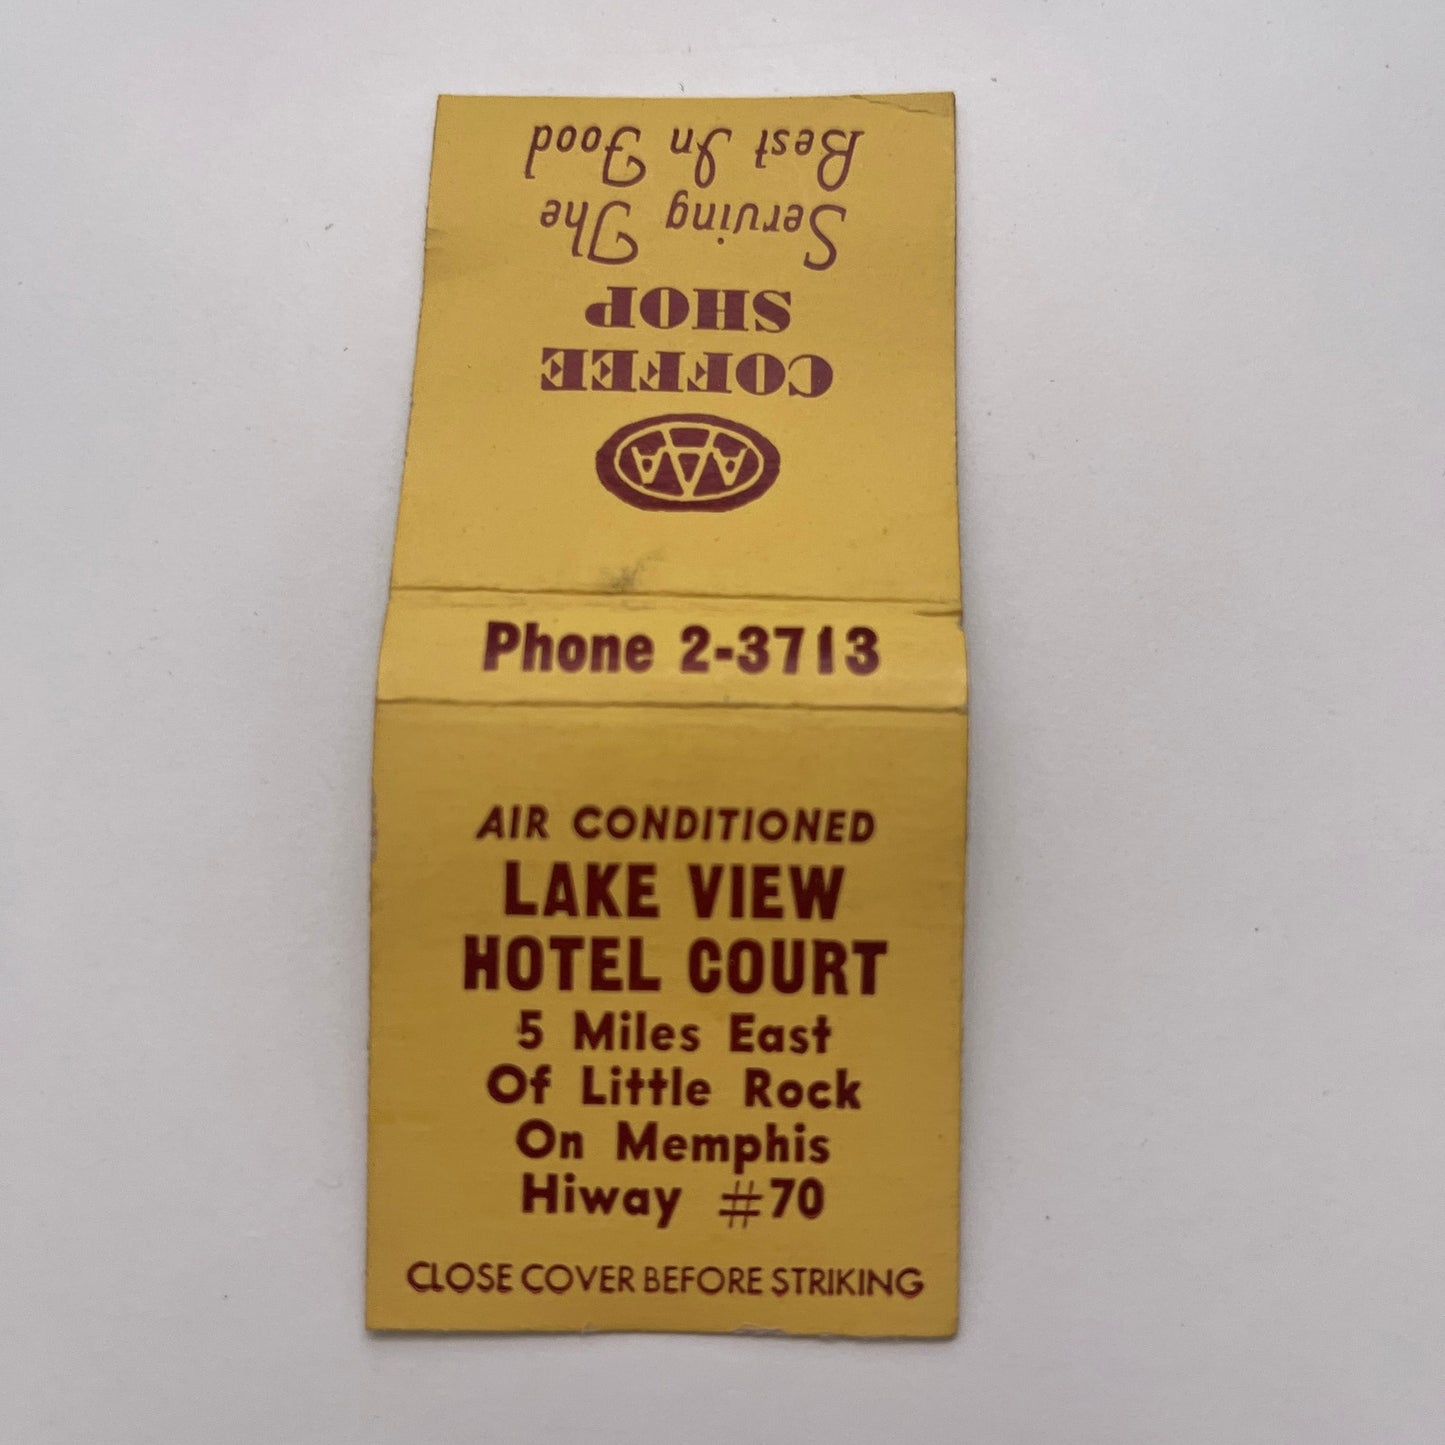 AAA
COFFEE
SHOP
Serving The
Best In Food
Phone 2-3713
AIR CONDITIONED
LAKE VIEW
HOTEL COURT
5 Miles East
Of Little Rock
On Memphis
Hiway #70
CLOSE COVER BEFORE STRIKING